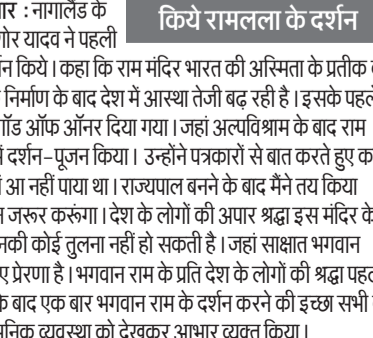 किये रामलला के दर्शन
: नागालैंड के
यादव ने पहली
किये । कहा कि राम मंदिर भारत की अस्मिता के प्रतीक
निर्माण के बाद देश में आस्था तेजी बढ़ रही है । इसके पहले
ऑफ ऑनर दिया गया । जहां अल्पविश्राम के बाद राम
दर्शन-पूजन किया । उन्होंने पत्रकारों से बात करते हुए
आ नहीं पाया था । राज्यपाल बनने के बाद मैंने तय किया
जरूर करूंगा । देश के लोगों की अपार श्रद्धा इस मंदिर के
कोई तुलना नहीं हो सकती है । जहां साक्षात भगवान
प्रेरणा है । भगवान राम के प्रति देश के लोगों की श्रद्धा
के बाद एक बार भगवान राम के दर्शन करने की इच्छा सभी
व्यवस्था को देखकर आभार व्यक्त किया ।